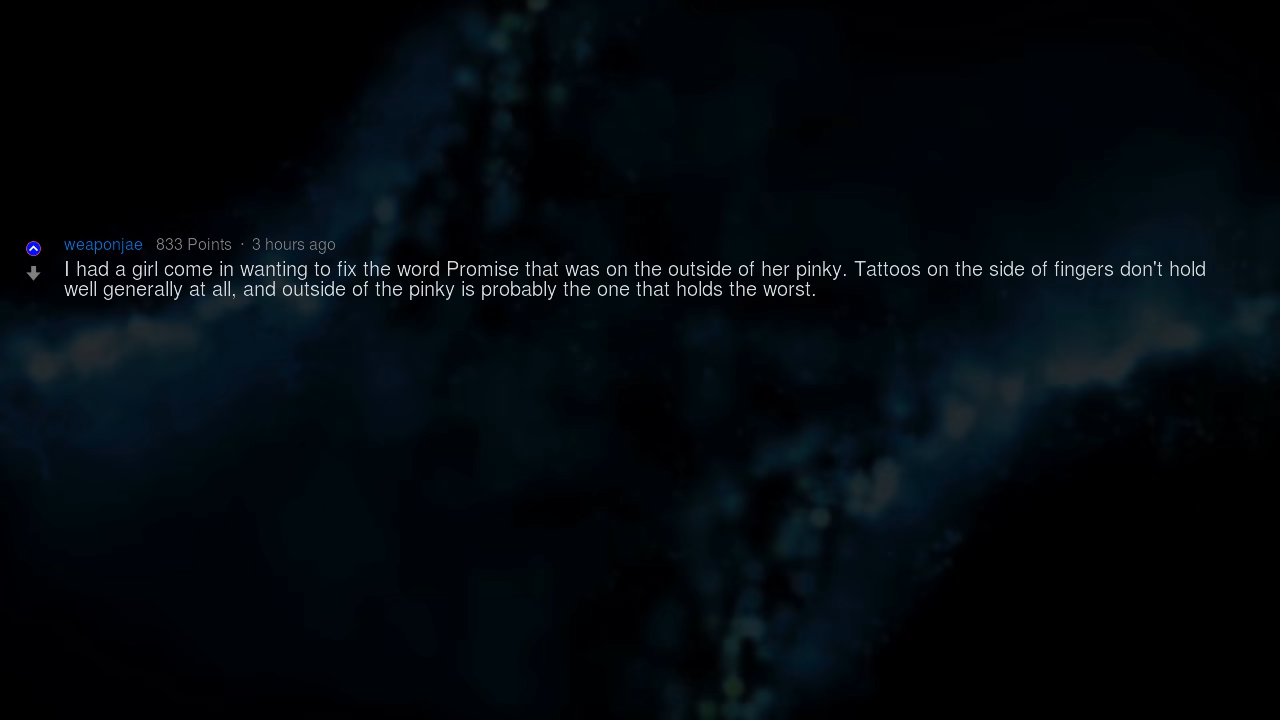 weaponjae 833 Points · 3 hours ago
I had a girl come in wanting to fix the word Promise that was on the outside of her pinky. Tattoos on the side of fingers don't hold
well generally at all, and outside of the pinky is probably the one that holds the worst.